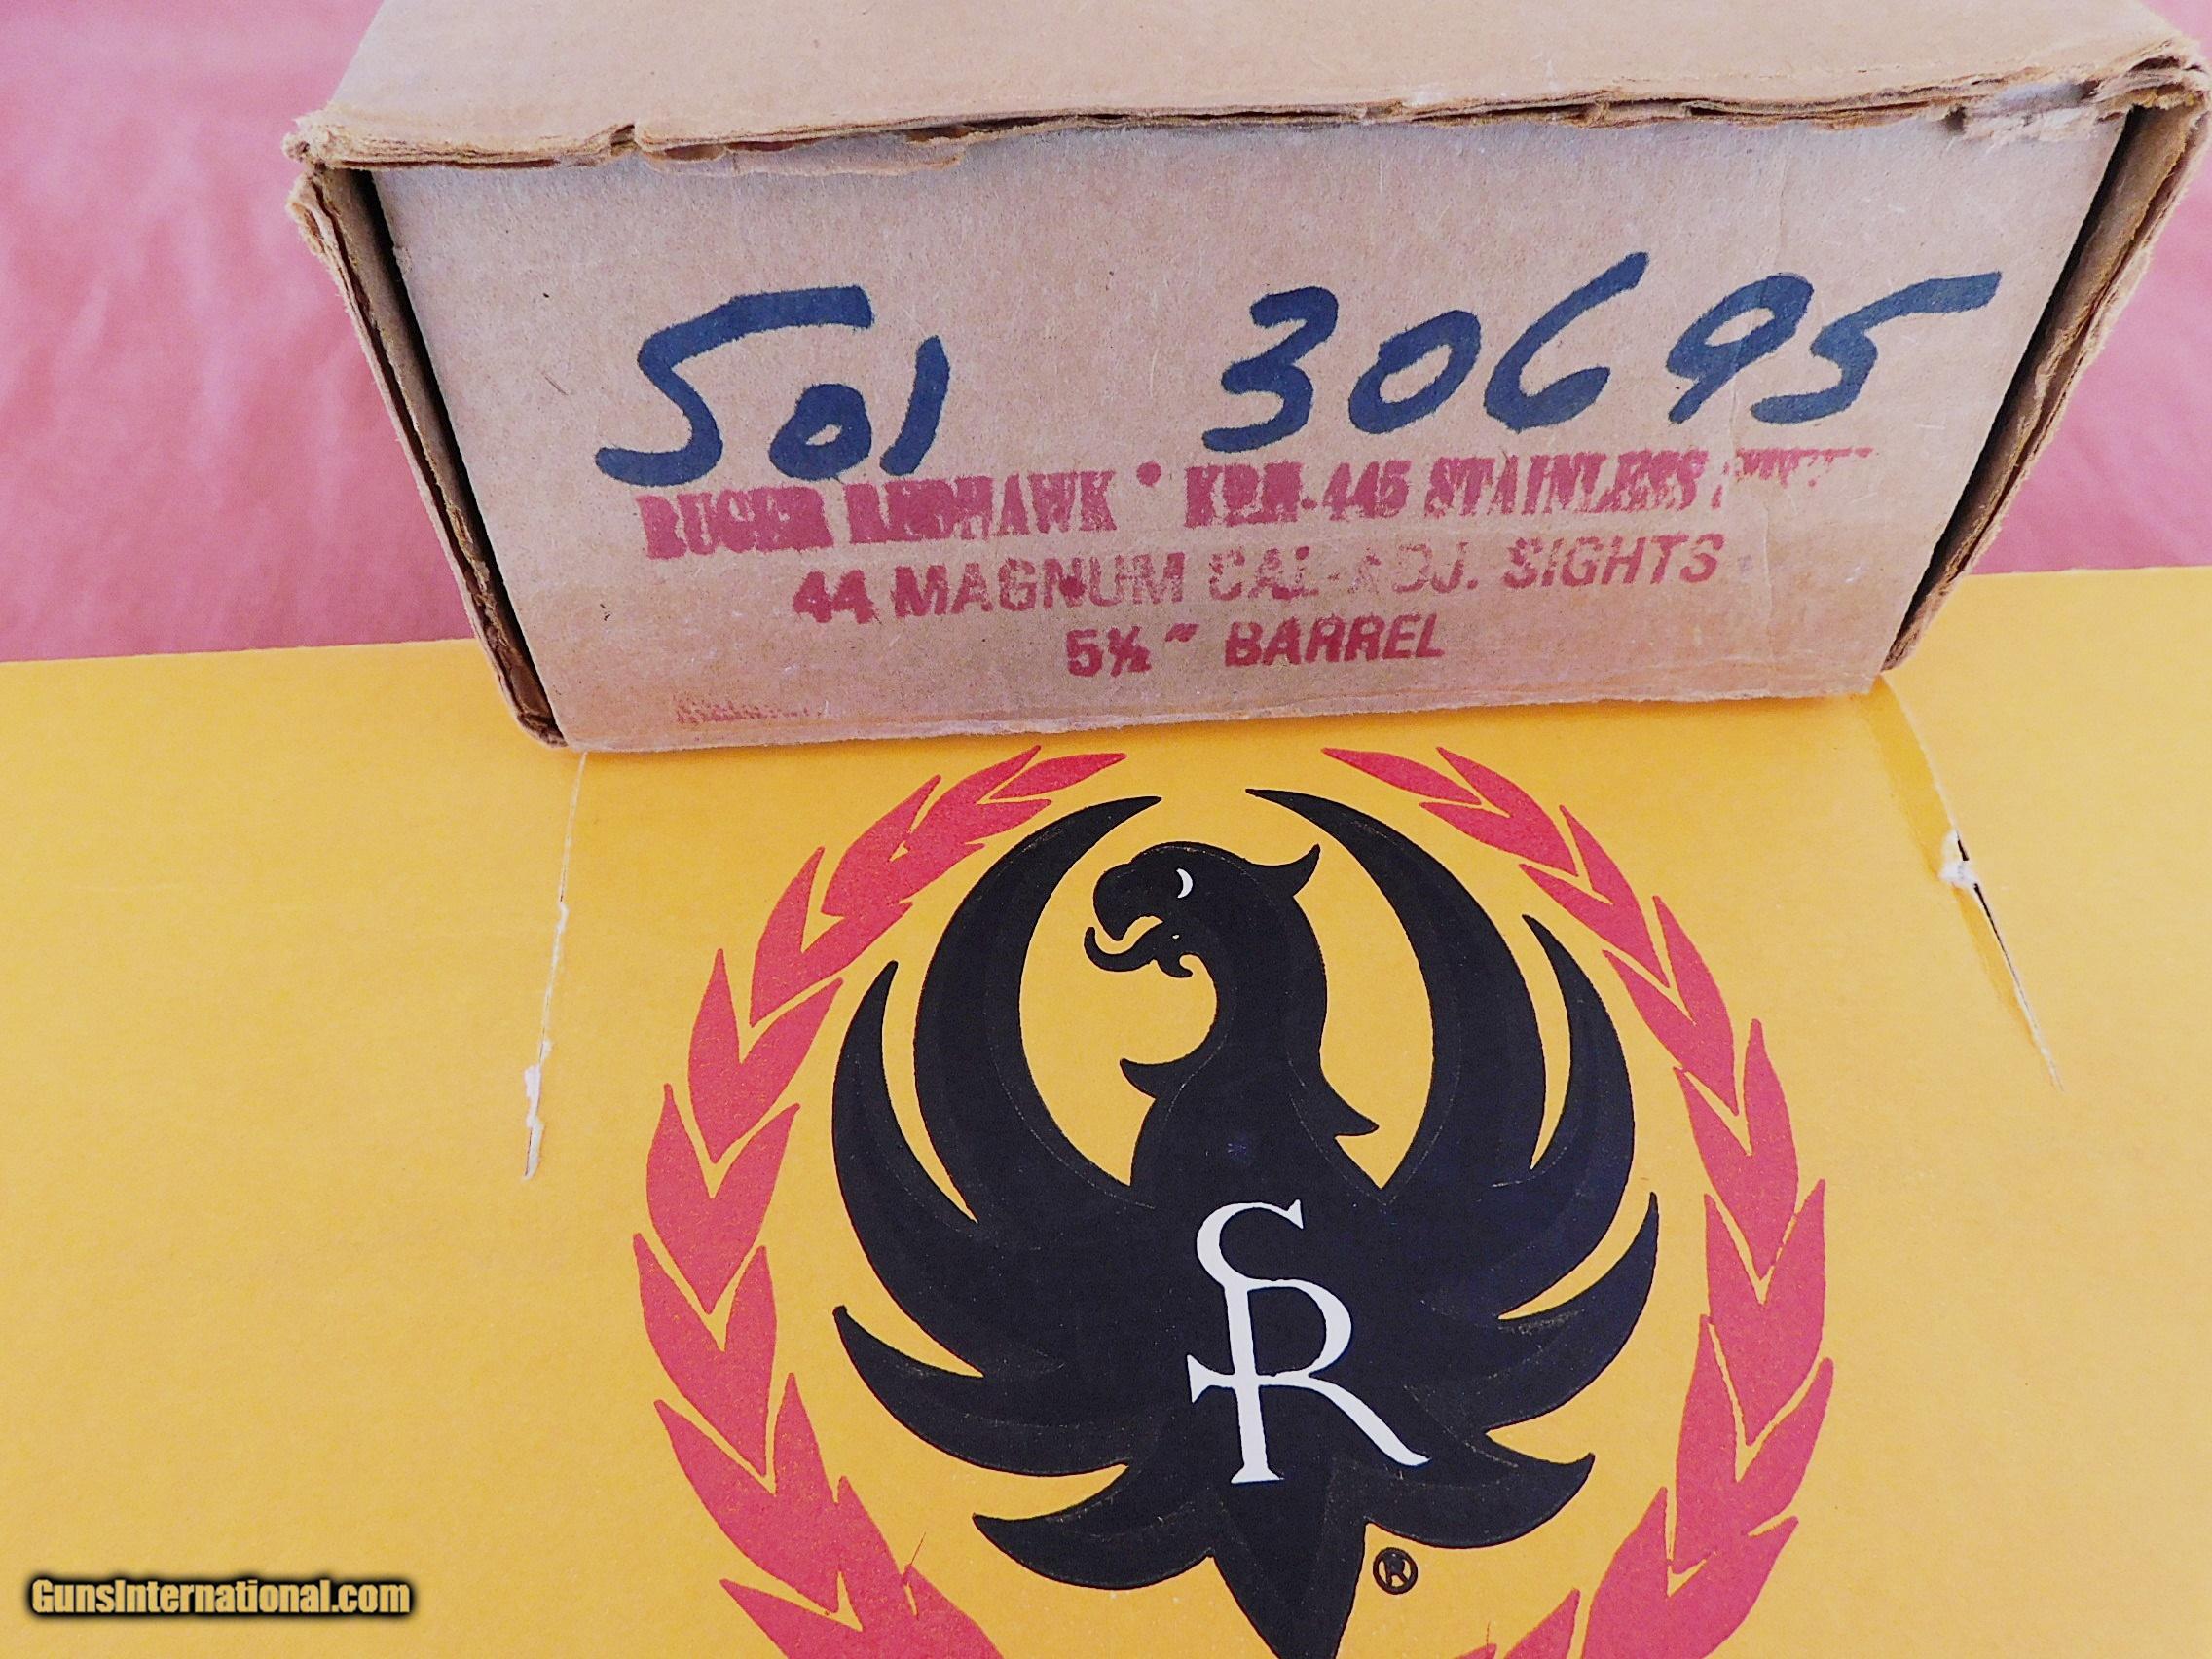 501 30695
RUGER REDHAWK • KRH-445 STAINLESS
44 MAGNUM CAL-ADJ. SIGHTS
5½" BARREL
SR
®
GunsInternational.com